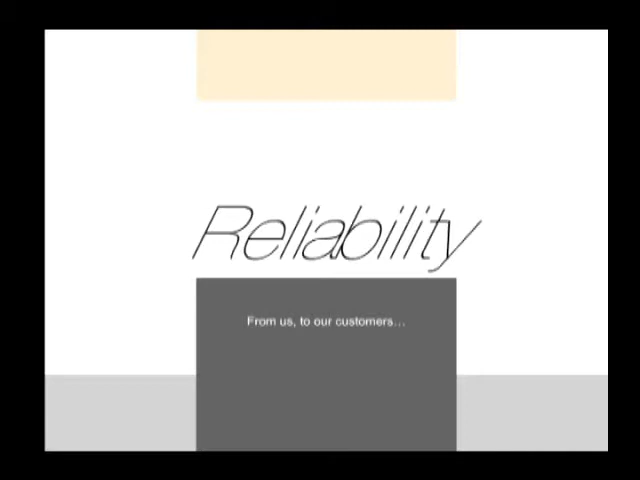 Reliability
From us, to our customers…